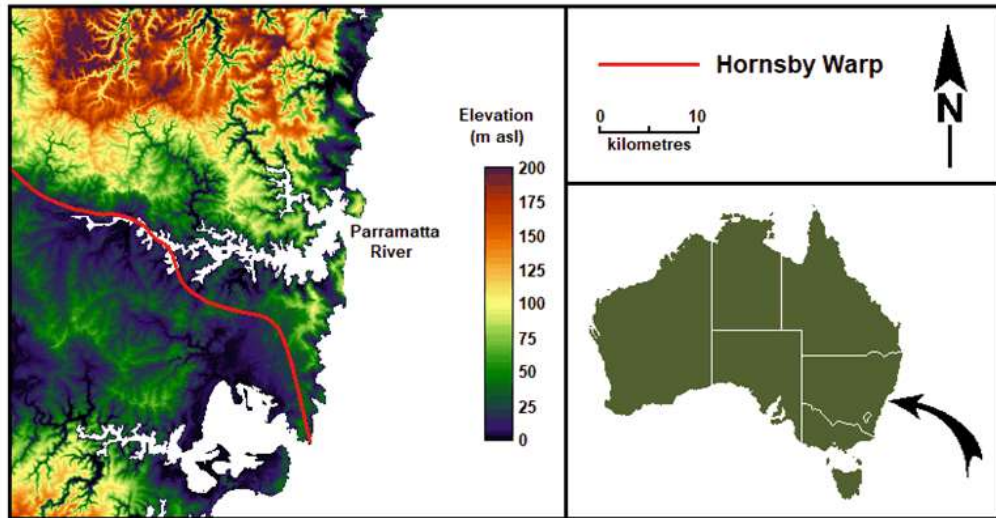 Elevation
(m asl)
200
175
150
125
100
75
50
25
0
Parramatta
River
Hornsby Warp
0 10
kilometres
N